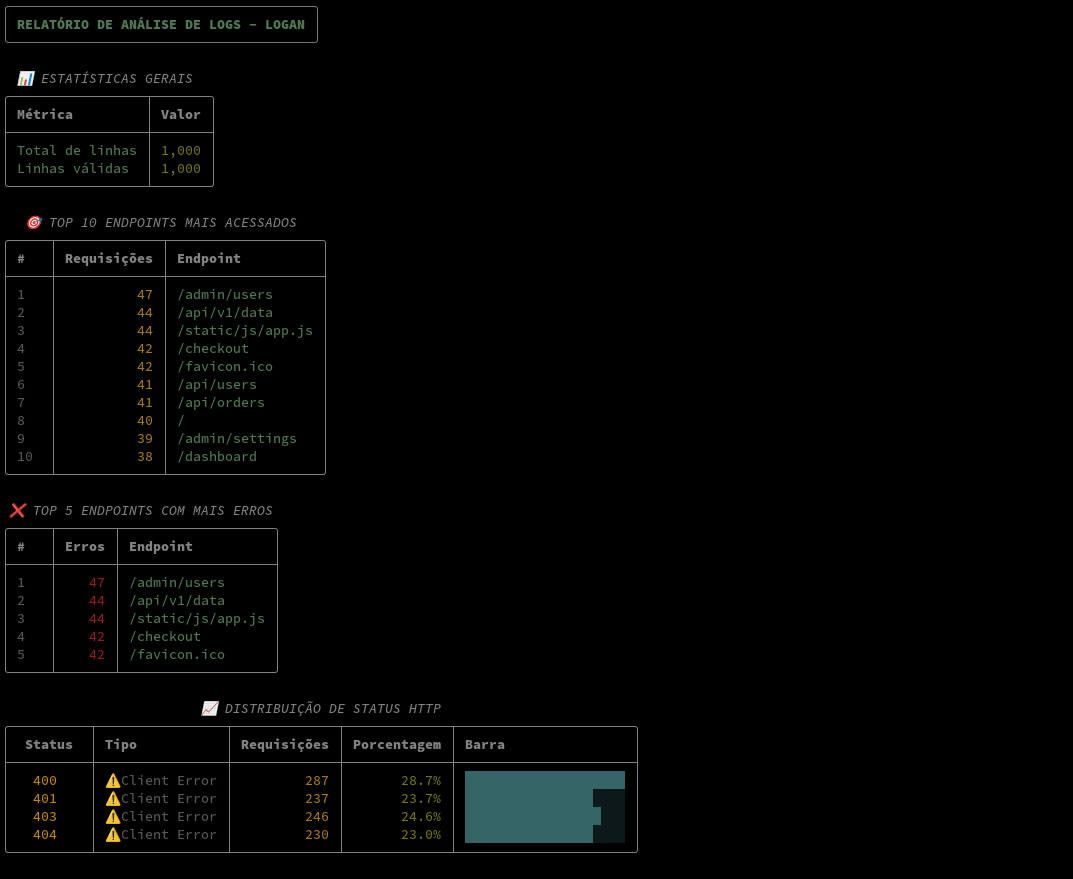 RELATÓRIO DE ANÁLISE DE LOGS - LOGAN
📊 ESTATÍSTICAS GERAIS
Métrica Valor
Total de linhas 1,000
Linhas válidas 1,000
🎯 TOP 10 ENDPOINTS MAIS ACESSADOS
# Requisições Endpoint
1 47 /admin/users
2 44 /api/v1/data
3 44 /static/js/app.js
4 42 /checkout
5 42 /favicon.ico
6 41 /api/users
7 41 /api/orders
8 40 /
9 39 /admin/settings
10 38 /dashboard
❌ TOP 5 ENDPOINTS COM MAIS ERROS
# Erros Endpoint
1 47 /admin/users
2 44 /api/v1/data
3 44 /static/js/app.js
4 42 /checkout
5 42 /favicon.ico
📈 DISTRIBUIÇÃO DE STATUS HTTP
Status Tipo Requisições Porcentagem Barra
400 ⚠️Client Error 287 28.7%
401 ⚠️Client Error 237 23.7%
403 ⚠️Client Error 246 24.6%
404 ⚠️Client Error 230 23.0%